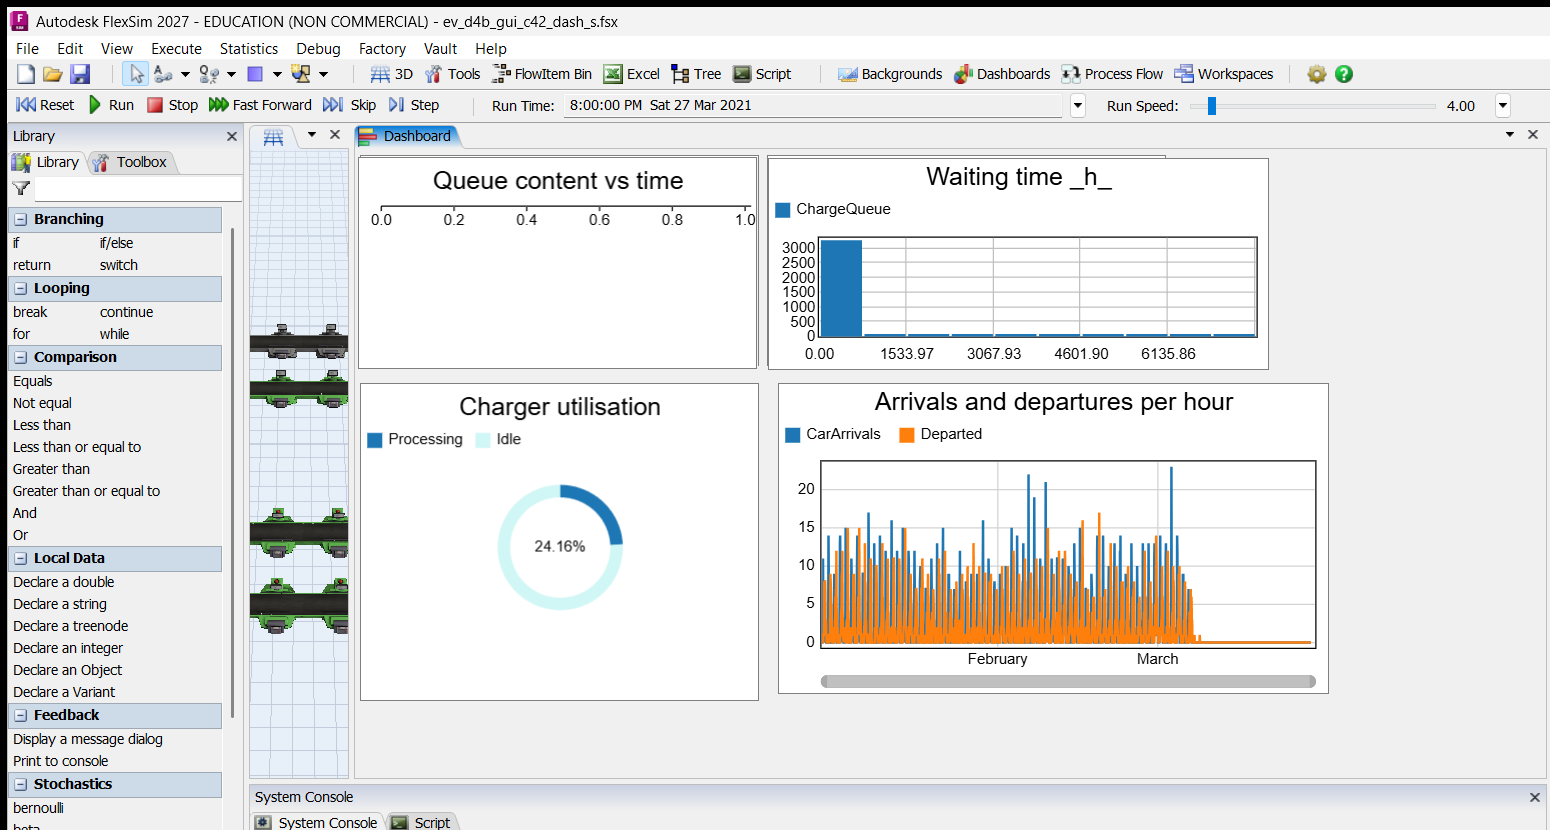 Autodesk FlexSim 2027 - EDUCATION (NON COMMERCIAL) - ev_d4b_gui_c42_dash_s.fsx
File Edit View Execute Statistics Debug Factory Vault Help
3D Tools FlowItem Bin Excel Tree Script Backgrounds Dashboards Process Flow Workspaces
Reset Run Stop Fast Forward Skip Step Run Time: 8:00:00 PM Sat 27 Mar 2021 Run Speed: 4.00
Library
Library Toolbox
Branching
if if/else
return switch
Looping
break continue
for while
Comparison
Equals
Not equal
Less than
Less than or equal to
Greater than
Greater than or equal to
And
Or
Local Data
Declare a double
Declare a string
Declare a treenode
Declare an integer
Declare an Object
Declare a Variant
Feedback
Display a message dialog
Print to console
Stochastics
bernoulli
beta
Dashboard
Queue content vs time
0.0 0.2 0.4 0.6 0.8 1.0
Waiting time _h_
ChargeQueue
3000
2500
2000
1500
1000
500
0
0.00 1533.97 3067.93 4601.90 6135.86
Charger utilisation
Processing Idle
24.16%
Arrivals and departures per hour
CarArrivals Departed
20
15
10
5
0
February March
System Console
System Console Script